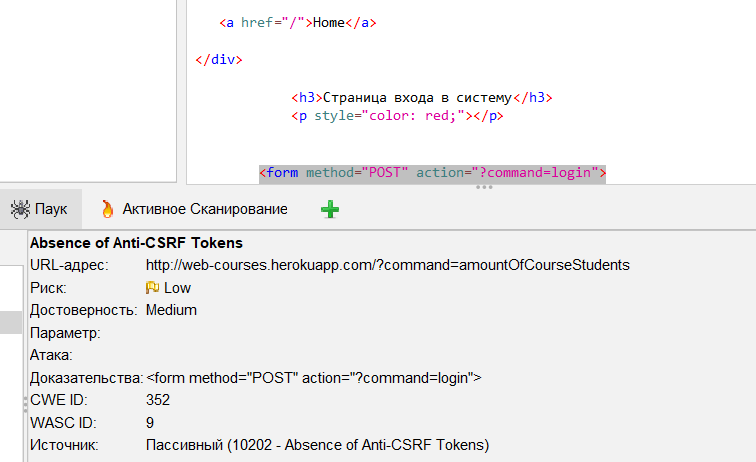 <a href="/">Home</a>
</div>
<h3>Страница входа в систему</h3>
<p style="color: red;"></p>
<form method="POST" action="?command=login">
Паук Активное Сканирование
Absence of Anti-CSRF Tokens
URL-адрес: http://web-courses.herokuapp.com/?command=amountOfCourseStudents
Риск: Low
Достоверность: Medium
Параметр:
Атака:
Доказательства: <form method="POST" action="?command=login">
CWE ID: 352
WASC ID: 9
Источник: Пассивный (10202 - Absence of Anti-CSRF Tokens)